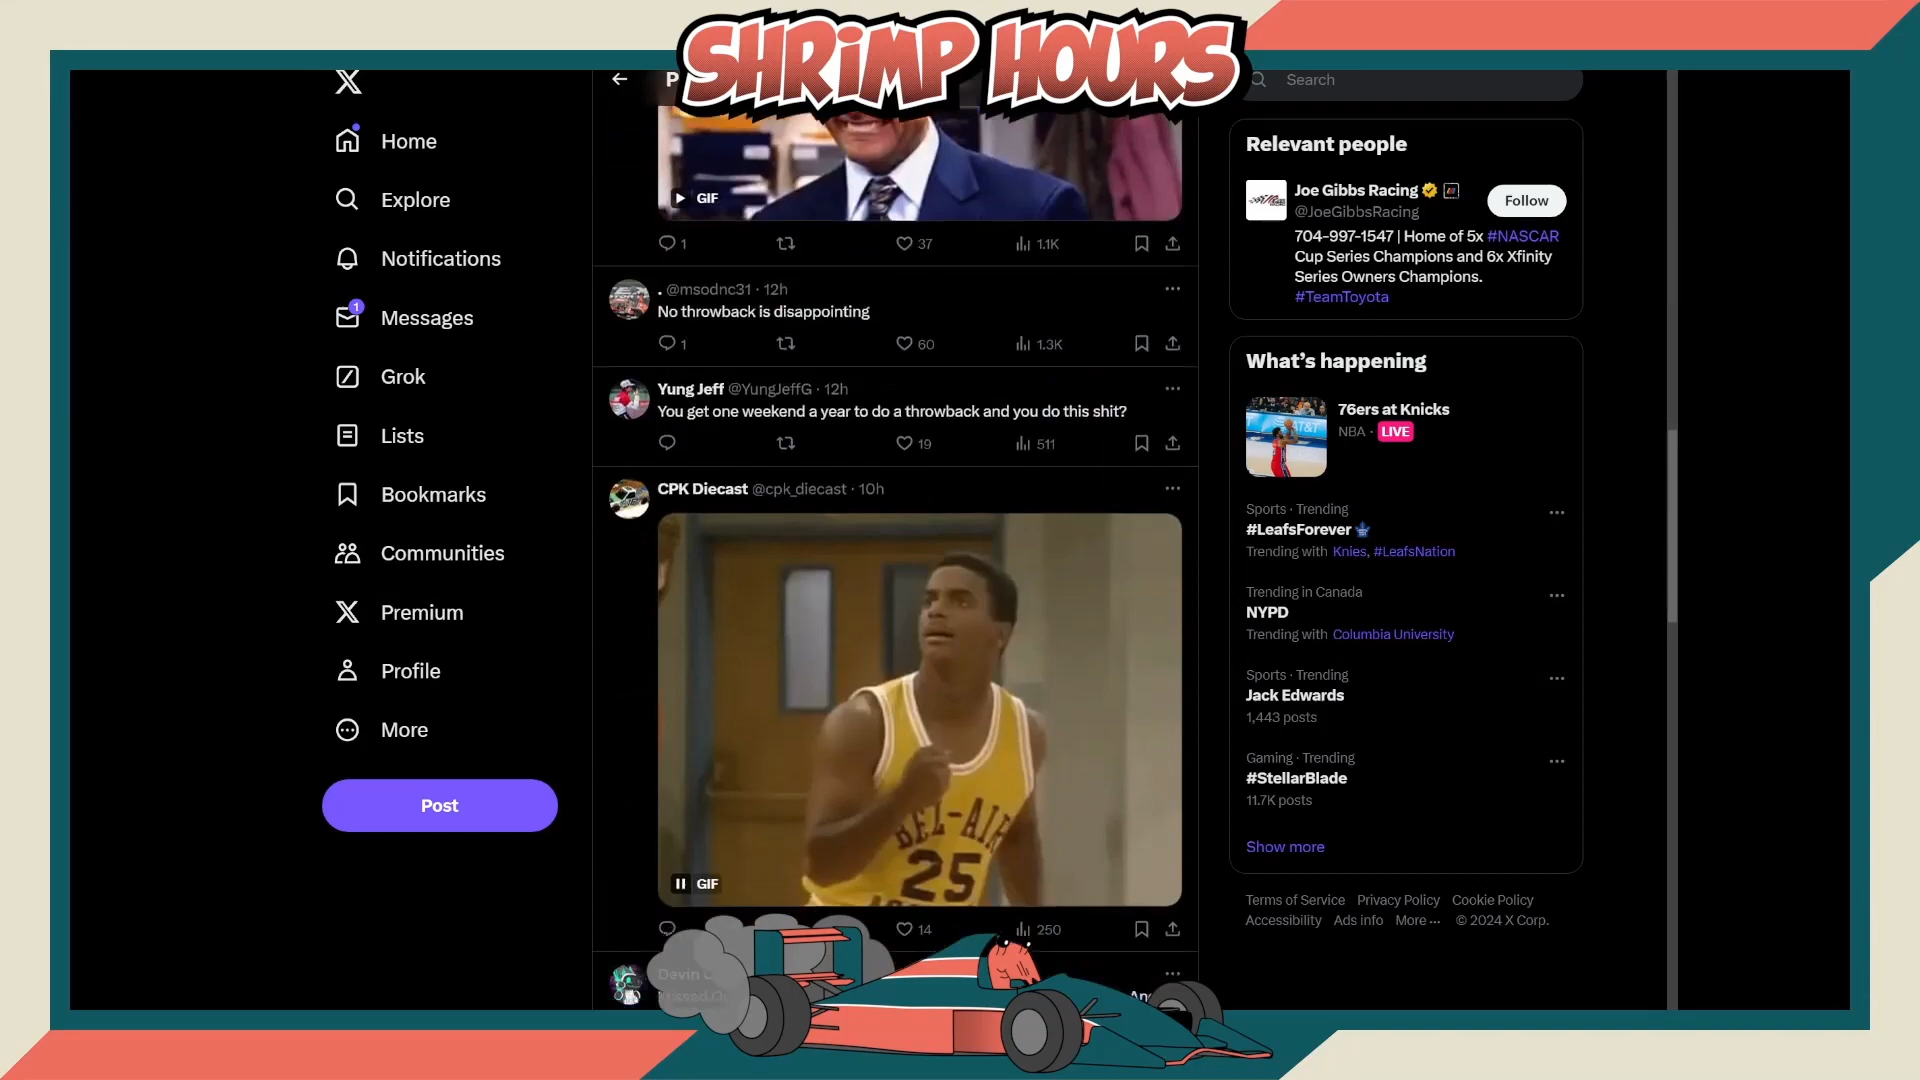 SHRIMP HOURS
Home
Explore
Notifications
1
Messages
Grok
Lists
Bookmarks
Communities
Premium
Profile
More
Post
P
GIF
1
37
1.1K
. @msodnc31 · 12h
No throwback is disappointing
1
60
1.3K
Yung Jeff @YungJeffG · 12h
You get one weekend a year to do a throwback and you do this shit?
19
511
CPK Diecast @cpk_diecast · 10h
BEL-AIR
25
GIF
14
250
Devin
Search
Relevant people
Joe Gibbs Racing
@JoeGibbsRacing
Follow
704-997-1547 | Home of 5x #NASCAR
Cup Series Champions and 6x Xfinity
Series Owners Champions.
#TeamToyota
What's happening
AT&T
76ers at Knicks
NBA · LIVE
Sports · Trending
#LeafsForever
Trending with Knies, #LeafsNation
Trending in Canada
NYPD
Trending with Columbia University
Sports · Trending
Jack Edwards
1,443 posts
Gaming · Trending
#StellarBlade
11.7K posts
Show more
Terms of Service Privacy Policy Cookie Policy
Accessibility Ads info More ··· © 2024 X Corp.